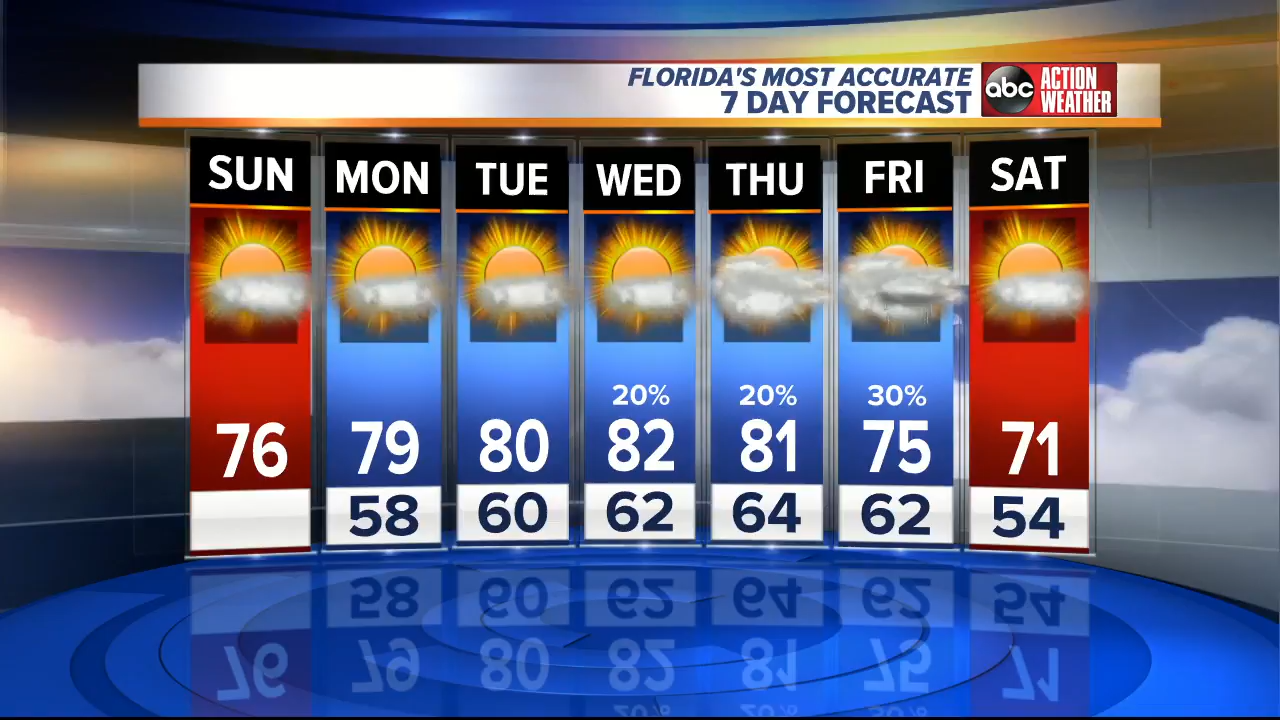 FLORIDA'S MOST ACCURATE
7 DAY FORECAST
abc ACTION WEATHER
SUN MON TUE WED THU FRI SAT
20% 20% 30%
76 79 80 82 81 75 71
58 60 62 64 62 54